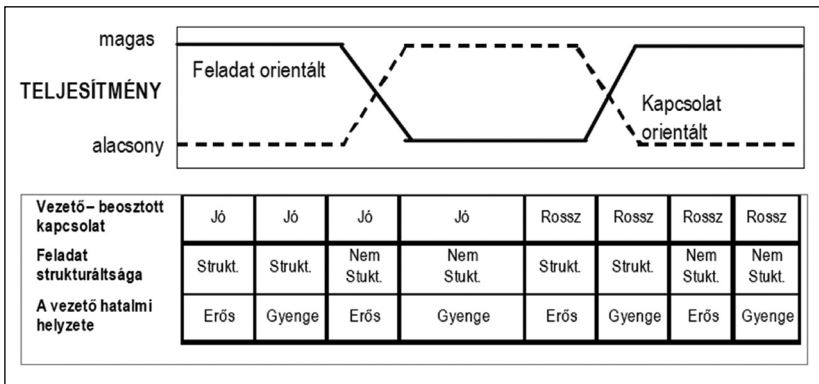 magas
Feladat orientált
TELJESÍTMÉNY
Kapcsolat
orientált
alacsony
Vezető– beosztott
kapcsolat
Jó Jó Jó Jó Rossz Rossz Rossz Rossz
Feladat
strukturáltsága
Strukt. Strukt. Nem Stukt. Nem Stukt. Strukt. Strukt. Nem Stukt. Nem Stukt.
A vezető hatalmi
helyzete
Erős Gyenge Erős Gyenge Erős Gyenge Erős Gyenge